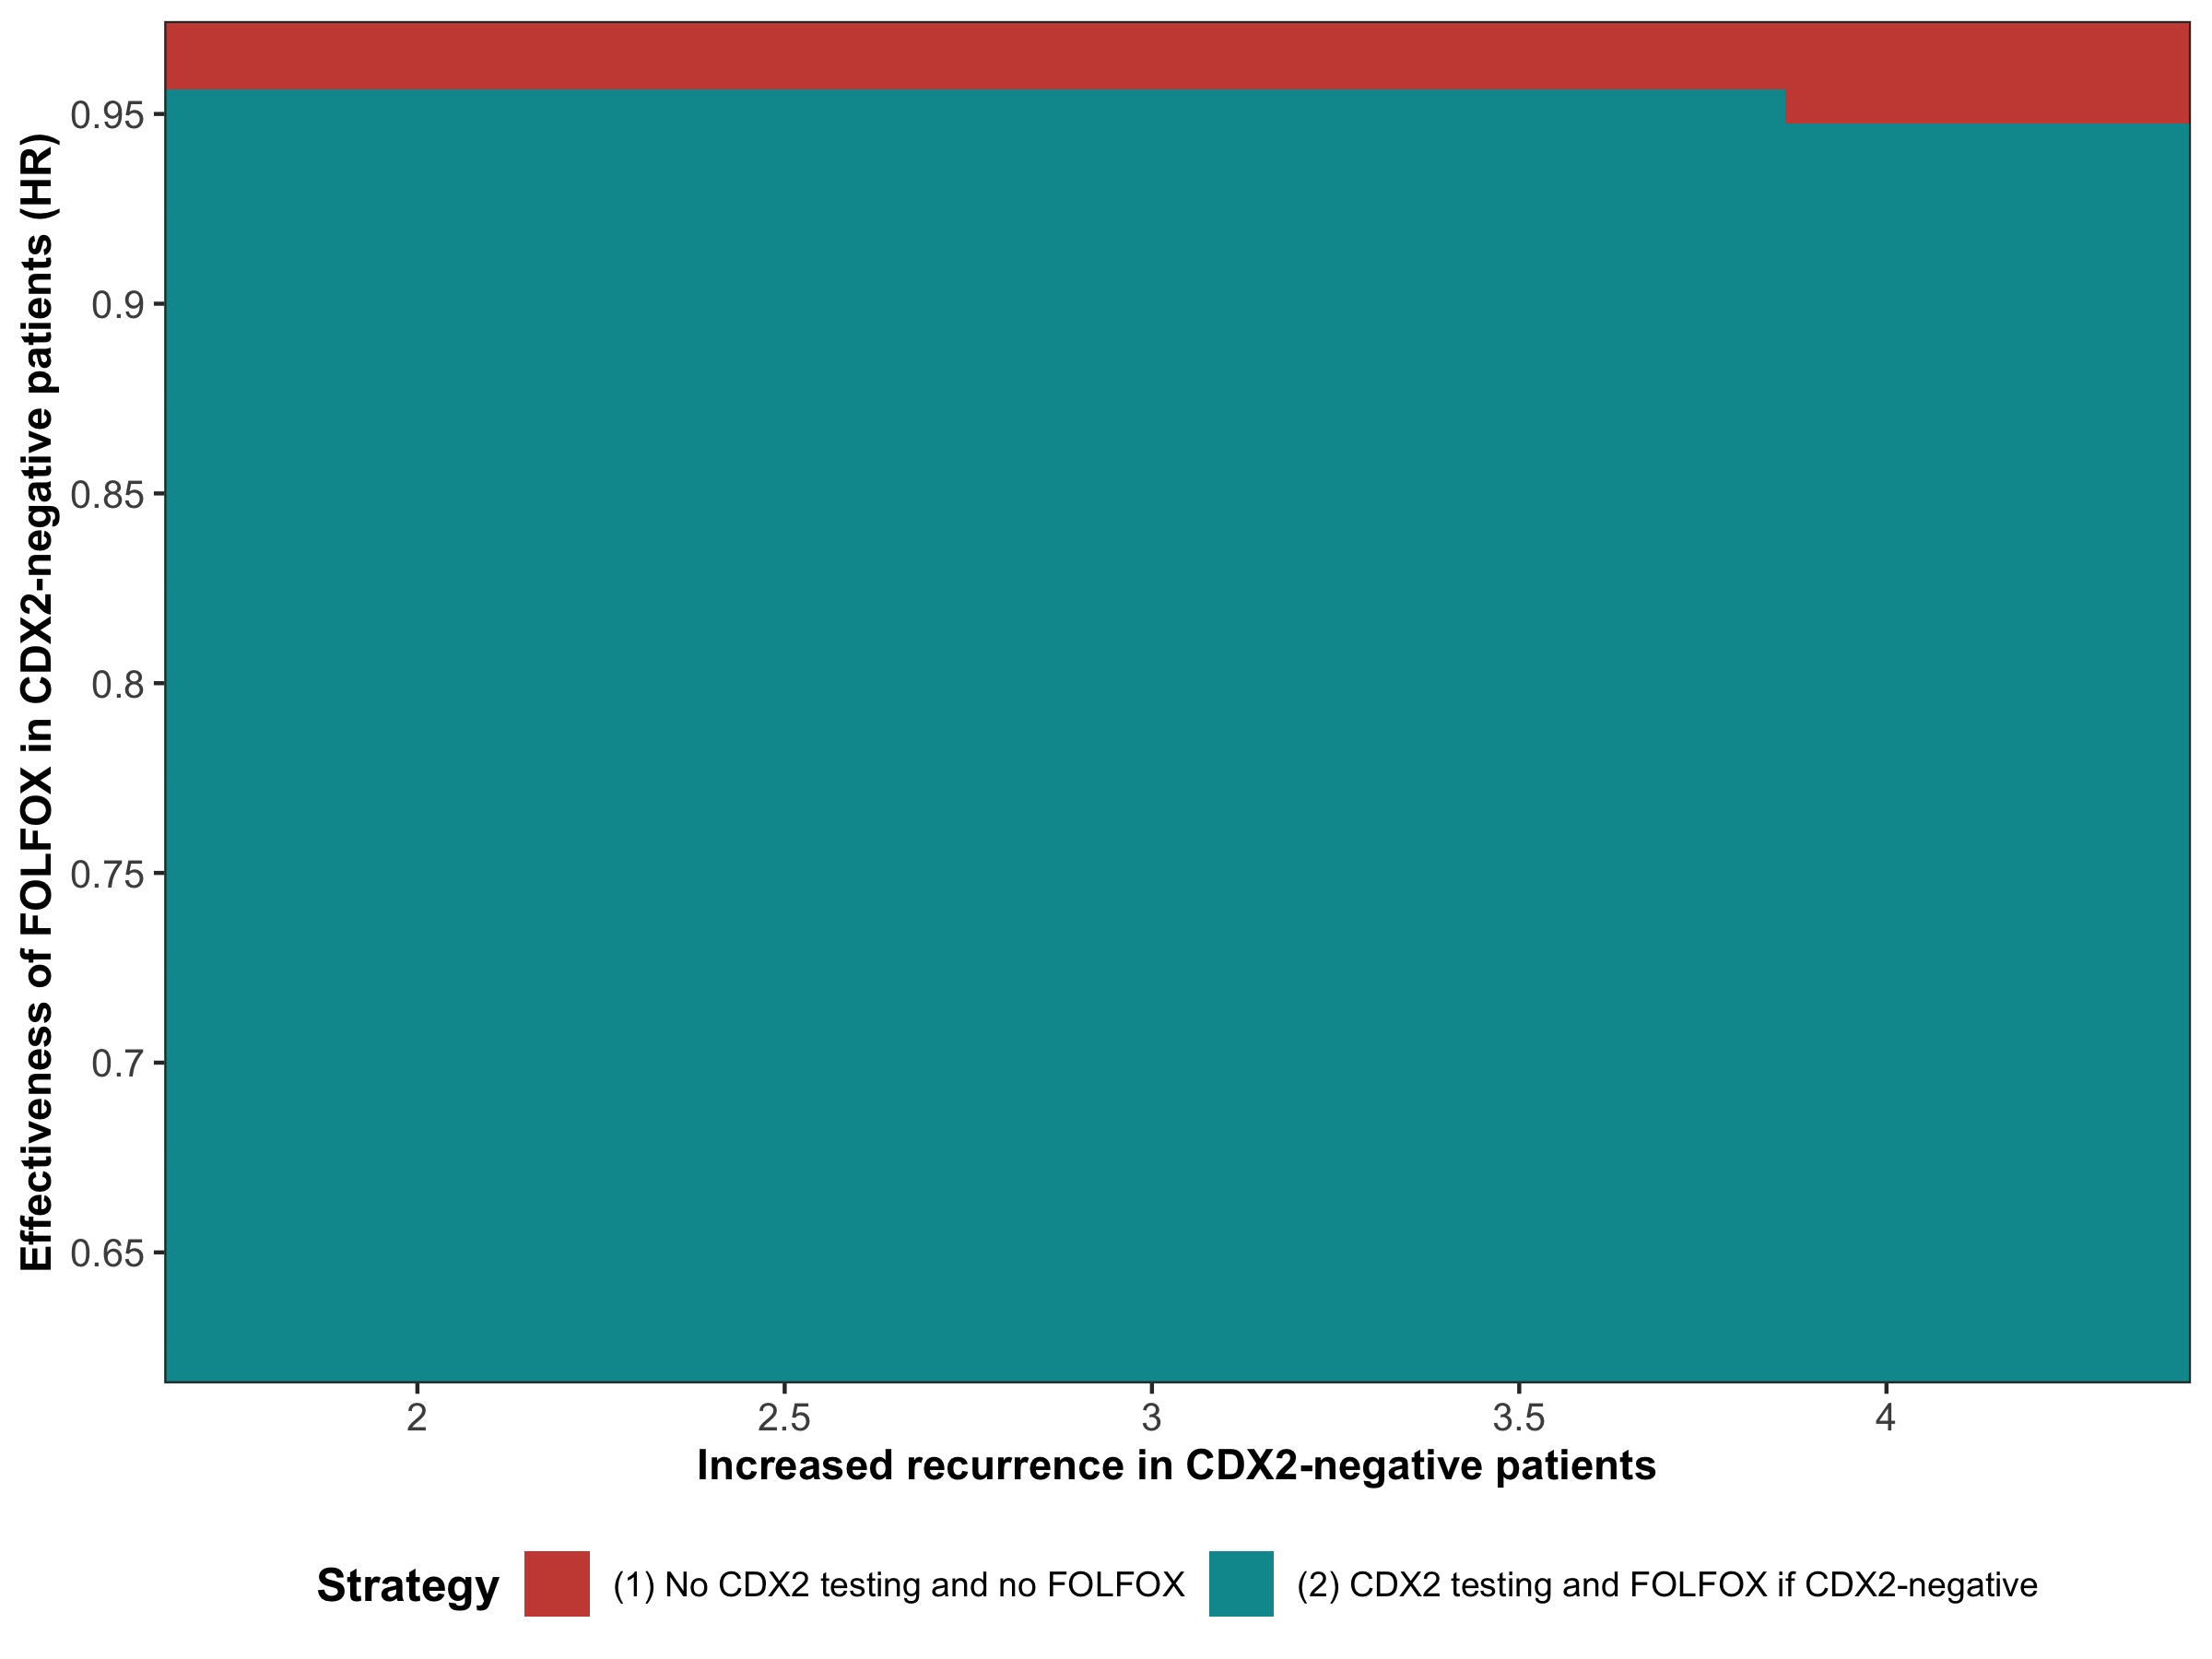 Effectiveness of FOLFOX in CDX2-negative patients (HR)
0.95
0.9
0.85
0.8
0.75
0.7
0.65
2 2.5 3 3.5 4
Increased recurrence in CDX2-negative patients
Strategy (1) No CDX2 testing and no FOLFOX (2) CDX2 testing and FOLFOX if CDX2-negative